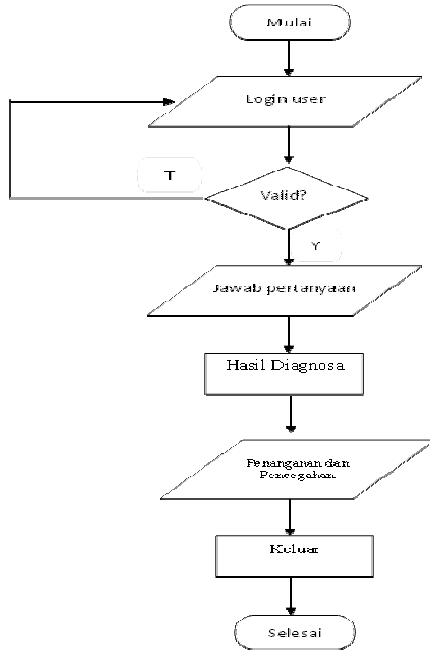 Mulai
Login user
T
Valid?
Y
Jawab pertanyaan
Hasil Diagnosa
Penanganan dan
Pencegahan
Keluar
Selesai